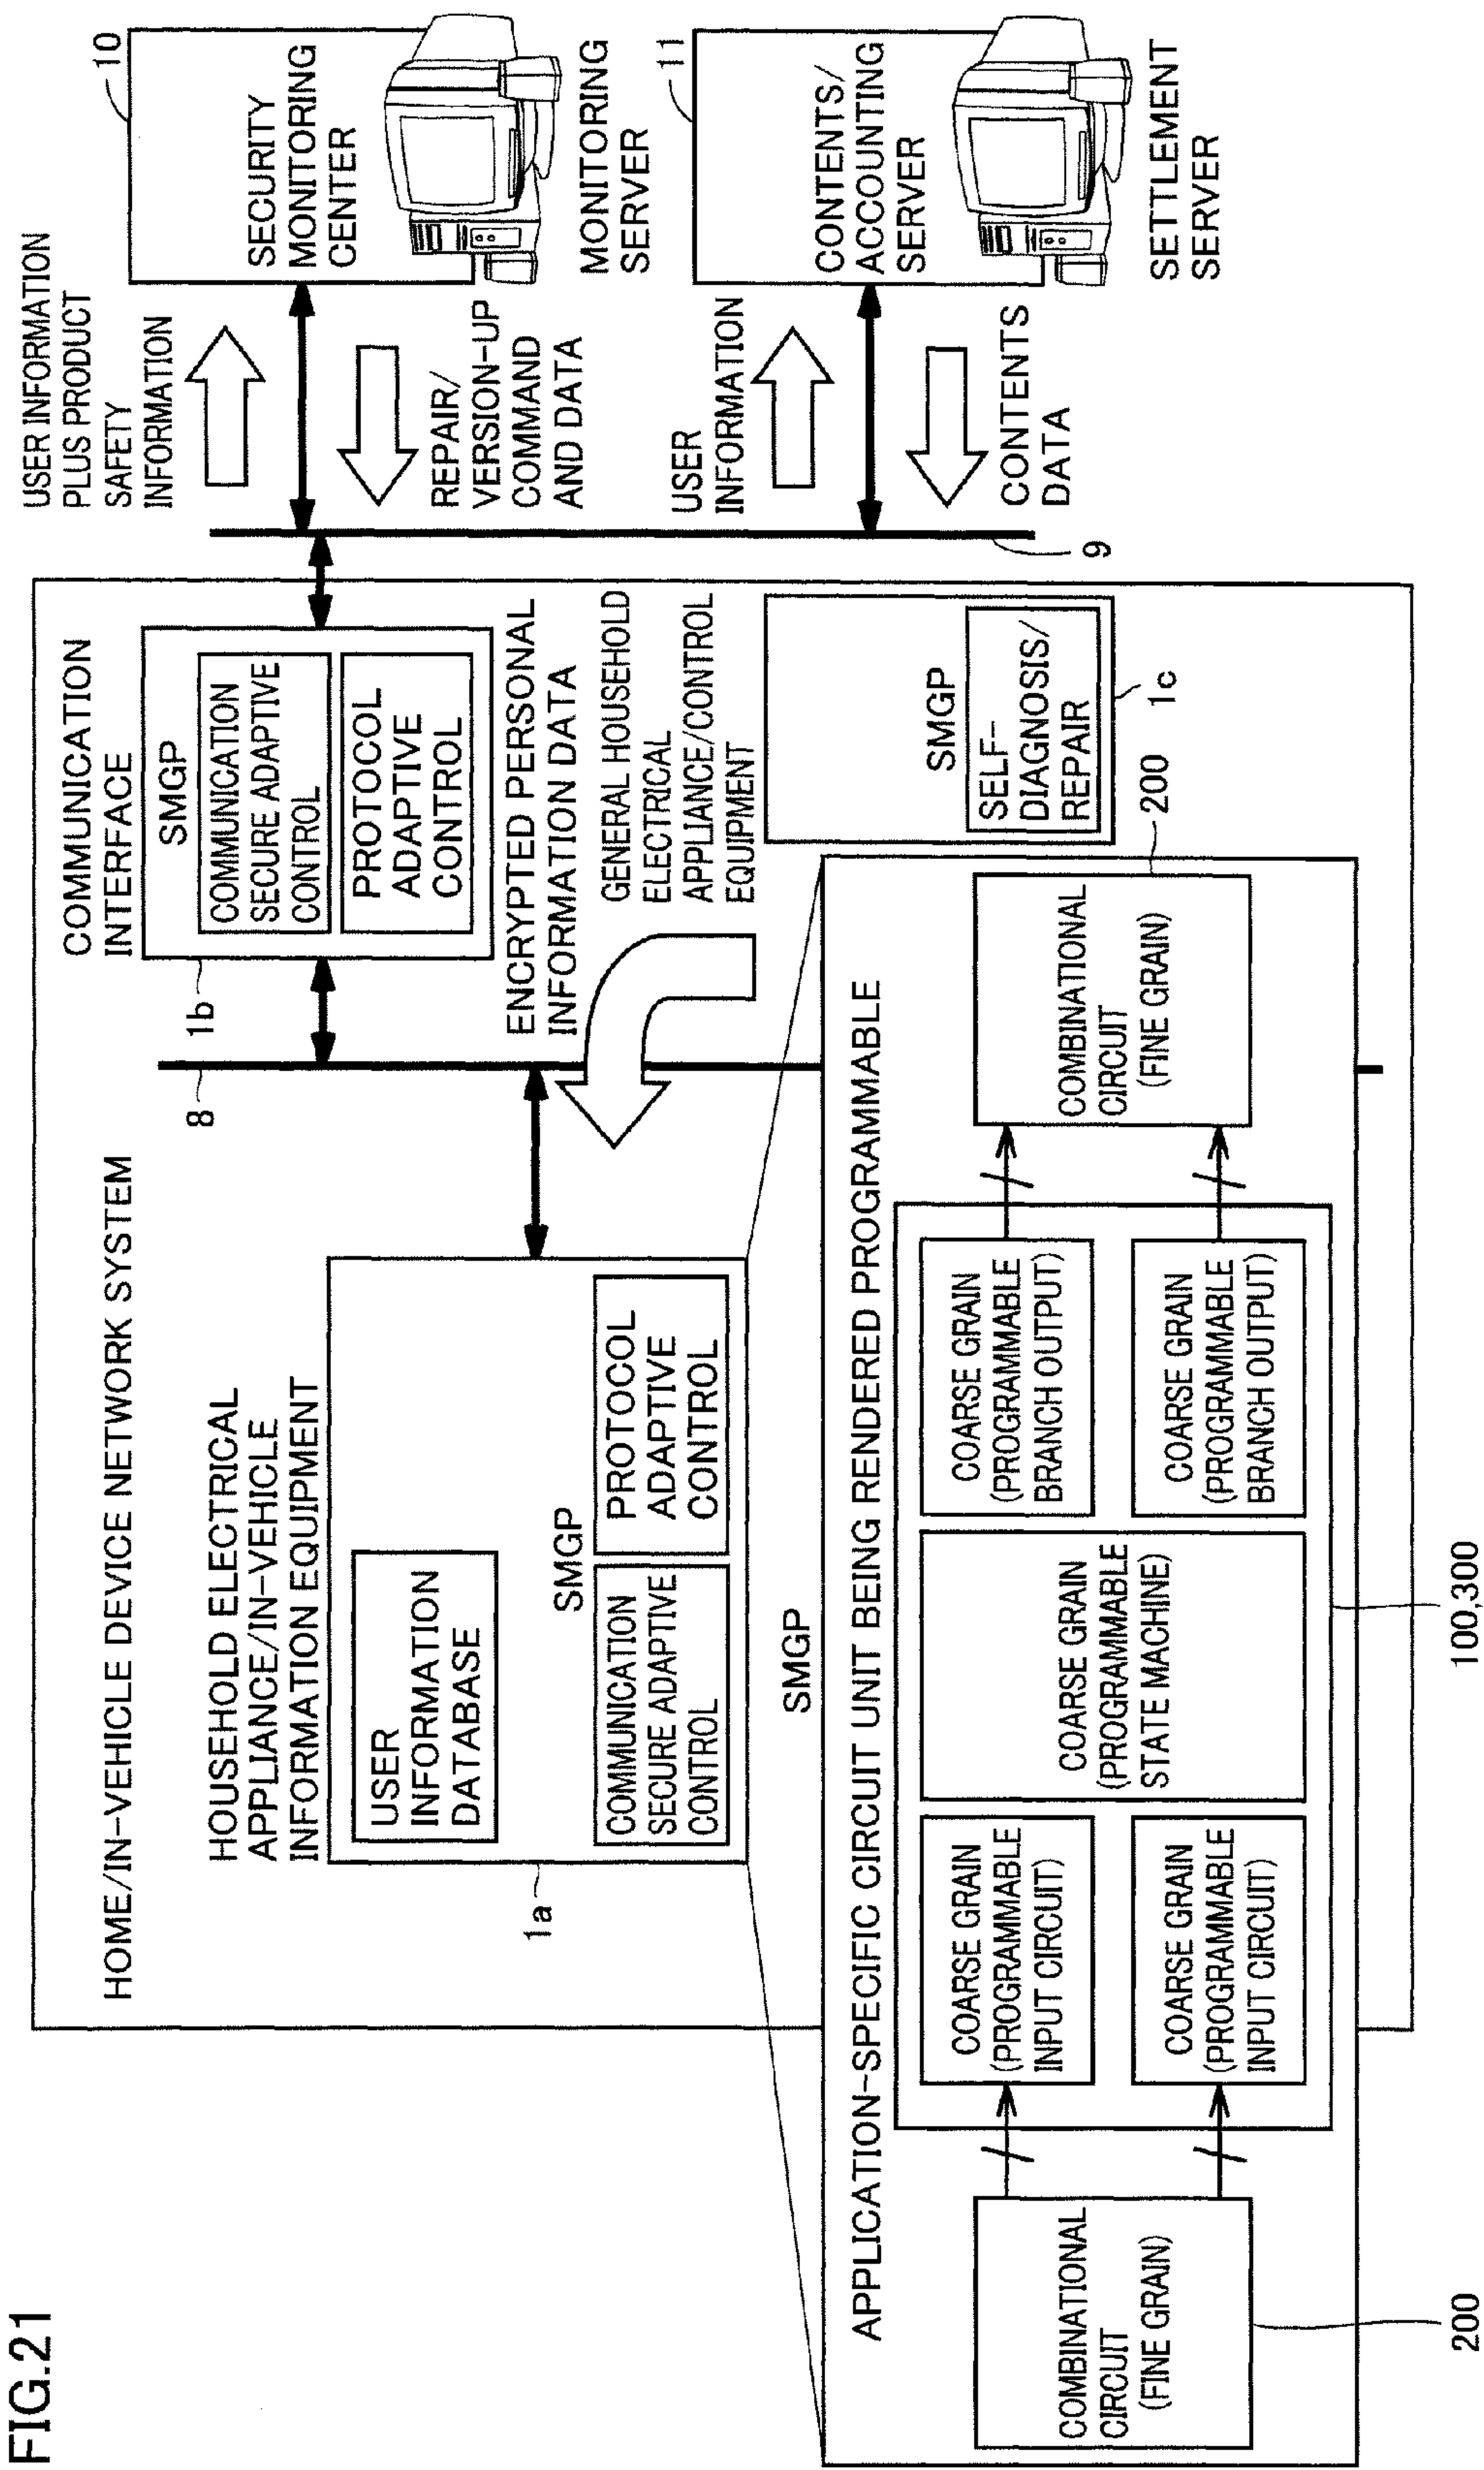 FIG.21
HOME/IN-VEHICLE DEVICE NETWORK SYSTEM
HOUSEHOLD ELECTRICAL
APPLIANCE/IN-VEHICLE
INFORMATION EQUIPMENT
USER
INFORMATION
DATABASE
SMGP
COMMUNICATION
SECURE ADAPTIVE
CONTROL
PROTOCOL
ADAPTIVE
CONTROL
1a
8
COMMUNICATION
INTERFACE
SMGP
COMMUNICATION
SECURE ADAPTIVE
CONTROL
PROTOCOL
ADAPTIVE
CONTROL
1b
ENCRYPTED PERSONAL
INFORMATION DATA
GENERAL HOUSEHOLD
ELECTRICAL
APPLIANCE/CONTROL
EQUIPMENT
SMGP
SELF-
DIAGNOSIS/
REPAIR
1c
USER INFORMATION
PLUS PRODUCT
SAFETY
INFORMATION
REPAIR/
VERSION-UP
COMMAND
AND DATA
USER
INFORMATION
CONTENTS
DATA
9
10
SECURITY
MONITORING
CENTER
MONITORING
SERVER
11
CONTENTS/
ACCOUNTING
SERVER
SETTLEMENT
SERVER
SMGP
APPLICATION-SPECIFIC CIRCUIT UNIT BEING RENDERED PROGRAMMABLE
COMBINATIONAL
CIRCUIT
(FINE GRAIN)
200
COARSE GRAIN
(PROGRAMMABLE
INPUT CIRCUIT)
COARSE GRAIN
(PROGRAMMABLE
INPUT CIRCUIT)
COARSE GRAIN
(PROGRAMMABLE
STATE MACHINE)
COARSE GRAIN
(PROGRAMMABLE
BRANCH OUTPUT)
COARSE GRAIN
(PROGRAMMABLE
BRANCH OUTPUT)
100,300
COMBINATIONAL
CIRCUIT
(FINE GRAIN)
200